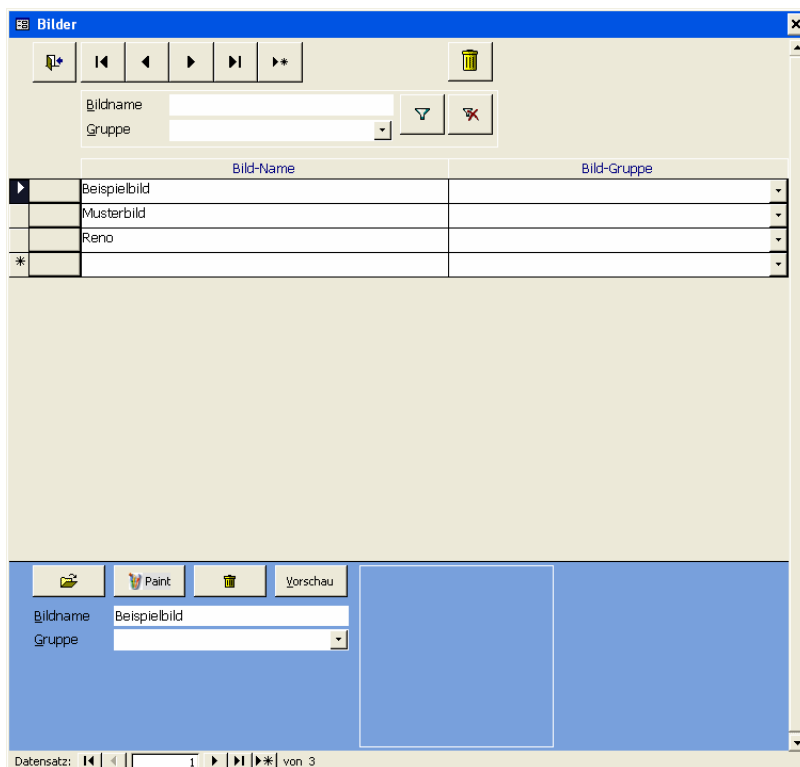 Bilder
Bildname
Gruppe
Bild-Name Bild-Gruppe
Beispielbild
Musterbild
Reno
Paint Vorschau
Bildname Beispielbild
Gruppe
Datensatz: 1 von 3